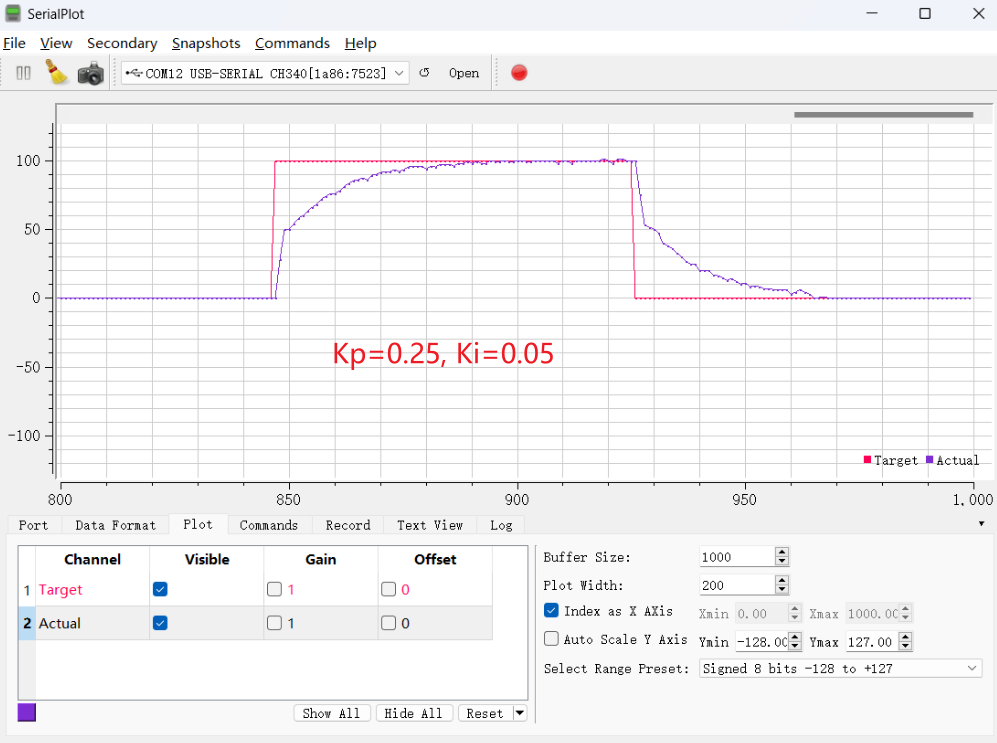 SerialPlot
File View Secondary Snapshots Commands Help
COM12 USB-SERIAL CH340[1a86:7523] Open
100
50
0
-50
-100
Kp=0.25, Ki=0.05
Target Actual
800 850 900 950 1,000
Port Data Format Plot Commands Record Text View Log
Channel Visible Gain Offset
1 Target 1 0
2 Actual 1 0
Show All Hide All Reset
Buffer Size: 1000
Plot Width: 200
Index as X AXis Xmin 0.00 Xmax 1000.00
Auto Scale Y Axis Ymin -128.00 Ymax 127.00
Select Range Preset: Signed 8 bits -128 to +127